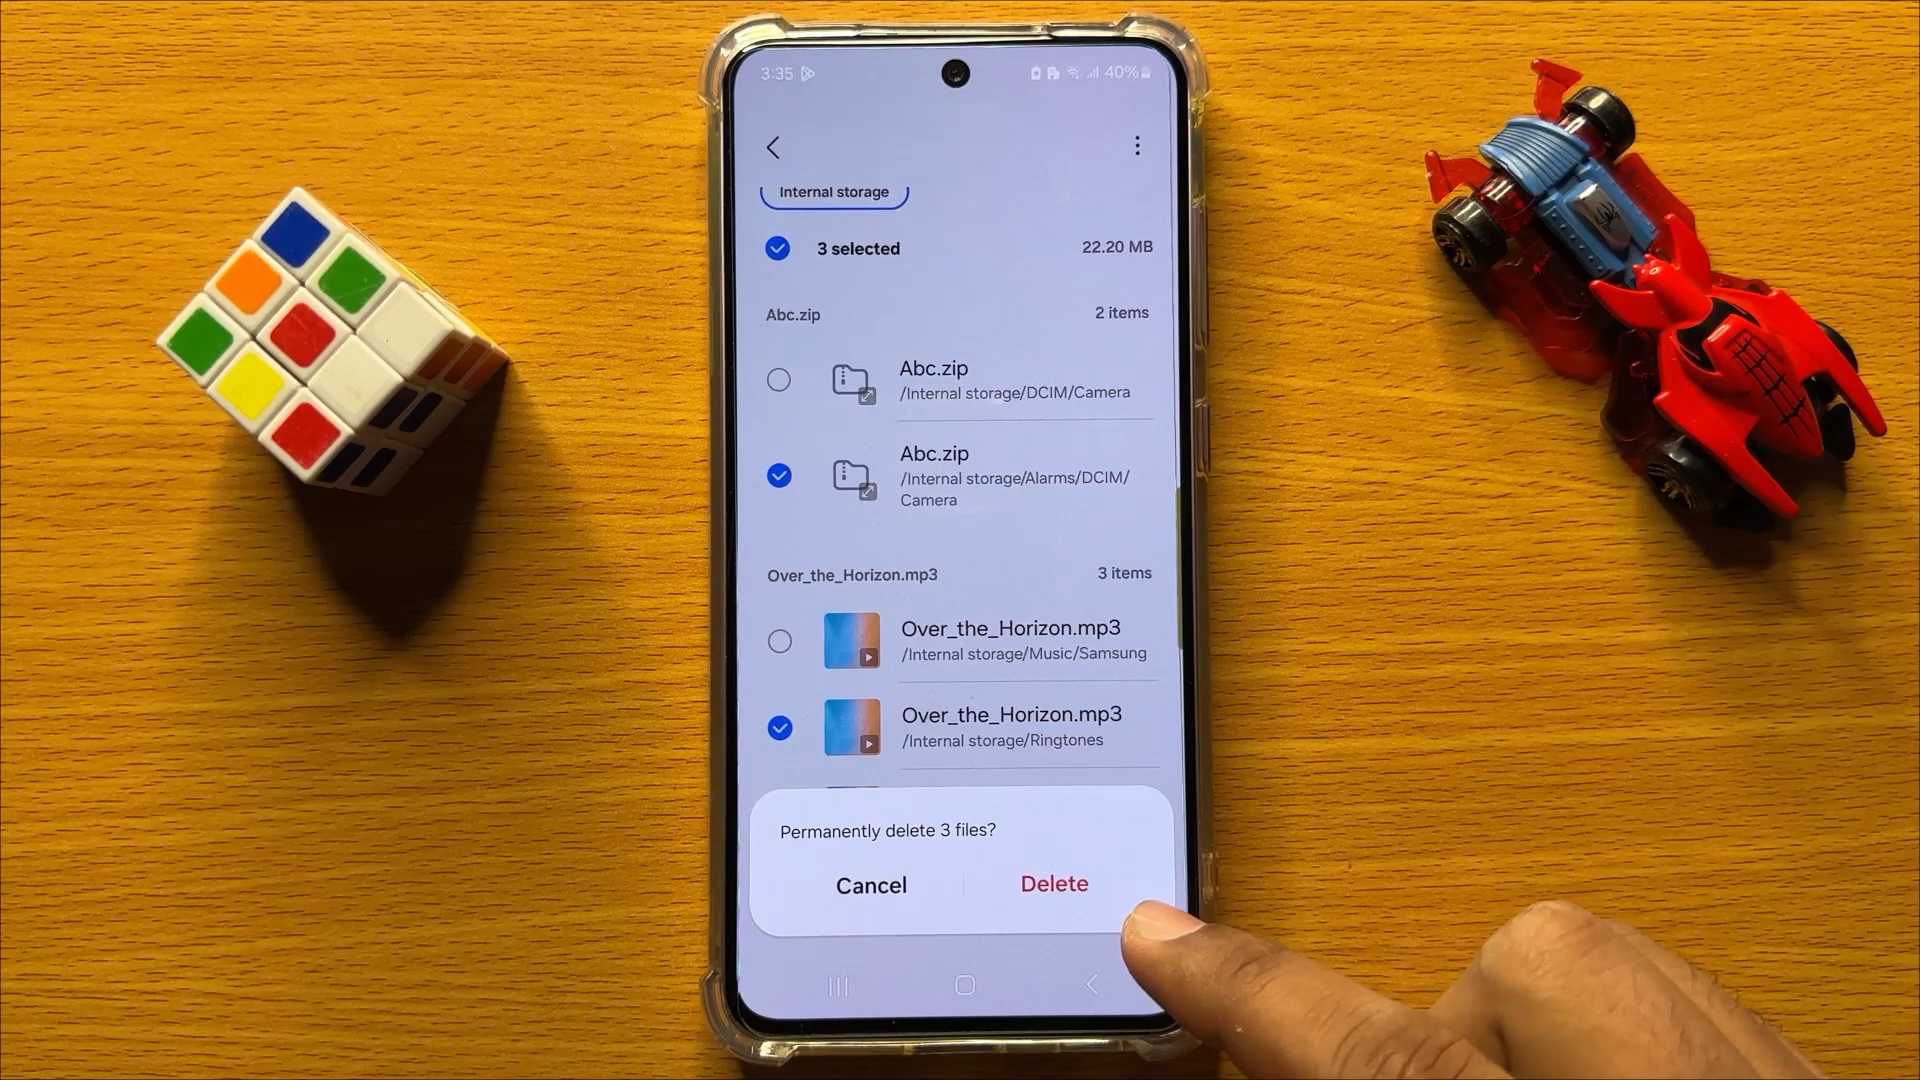 3:35
40%
Internal storage
3 selected
22.20 MB
Abc.zip
2 items
Abc.zip
/Internal storage/DCIM/Camera
Abc.zip
/Internal storage/Alarms/DCIM/
Camera
Over_the_Horizon.mp3
3 items
Over_the_Horizon.mp3
/Internal storage/Music/Samsung
Over_the_Horizon.mp3
/Internal storage/Ringtones
Permanently delete 3 files?
Cancel
Delete